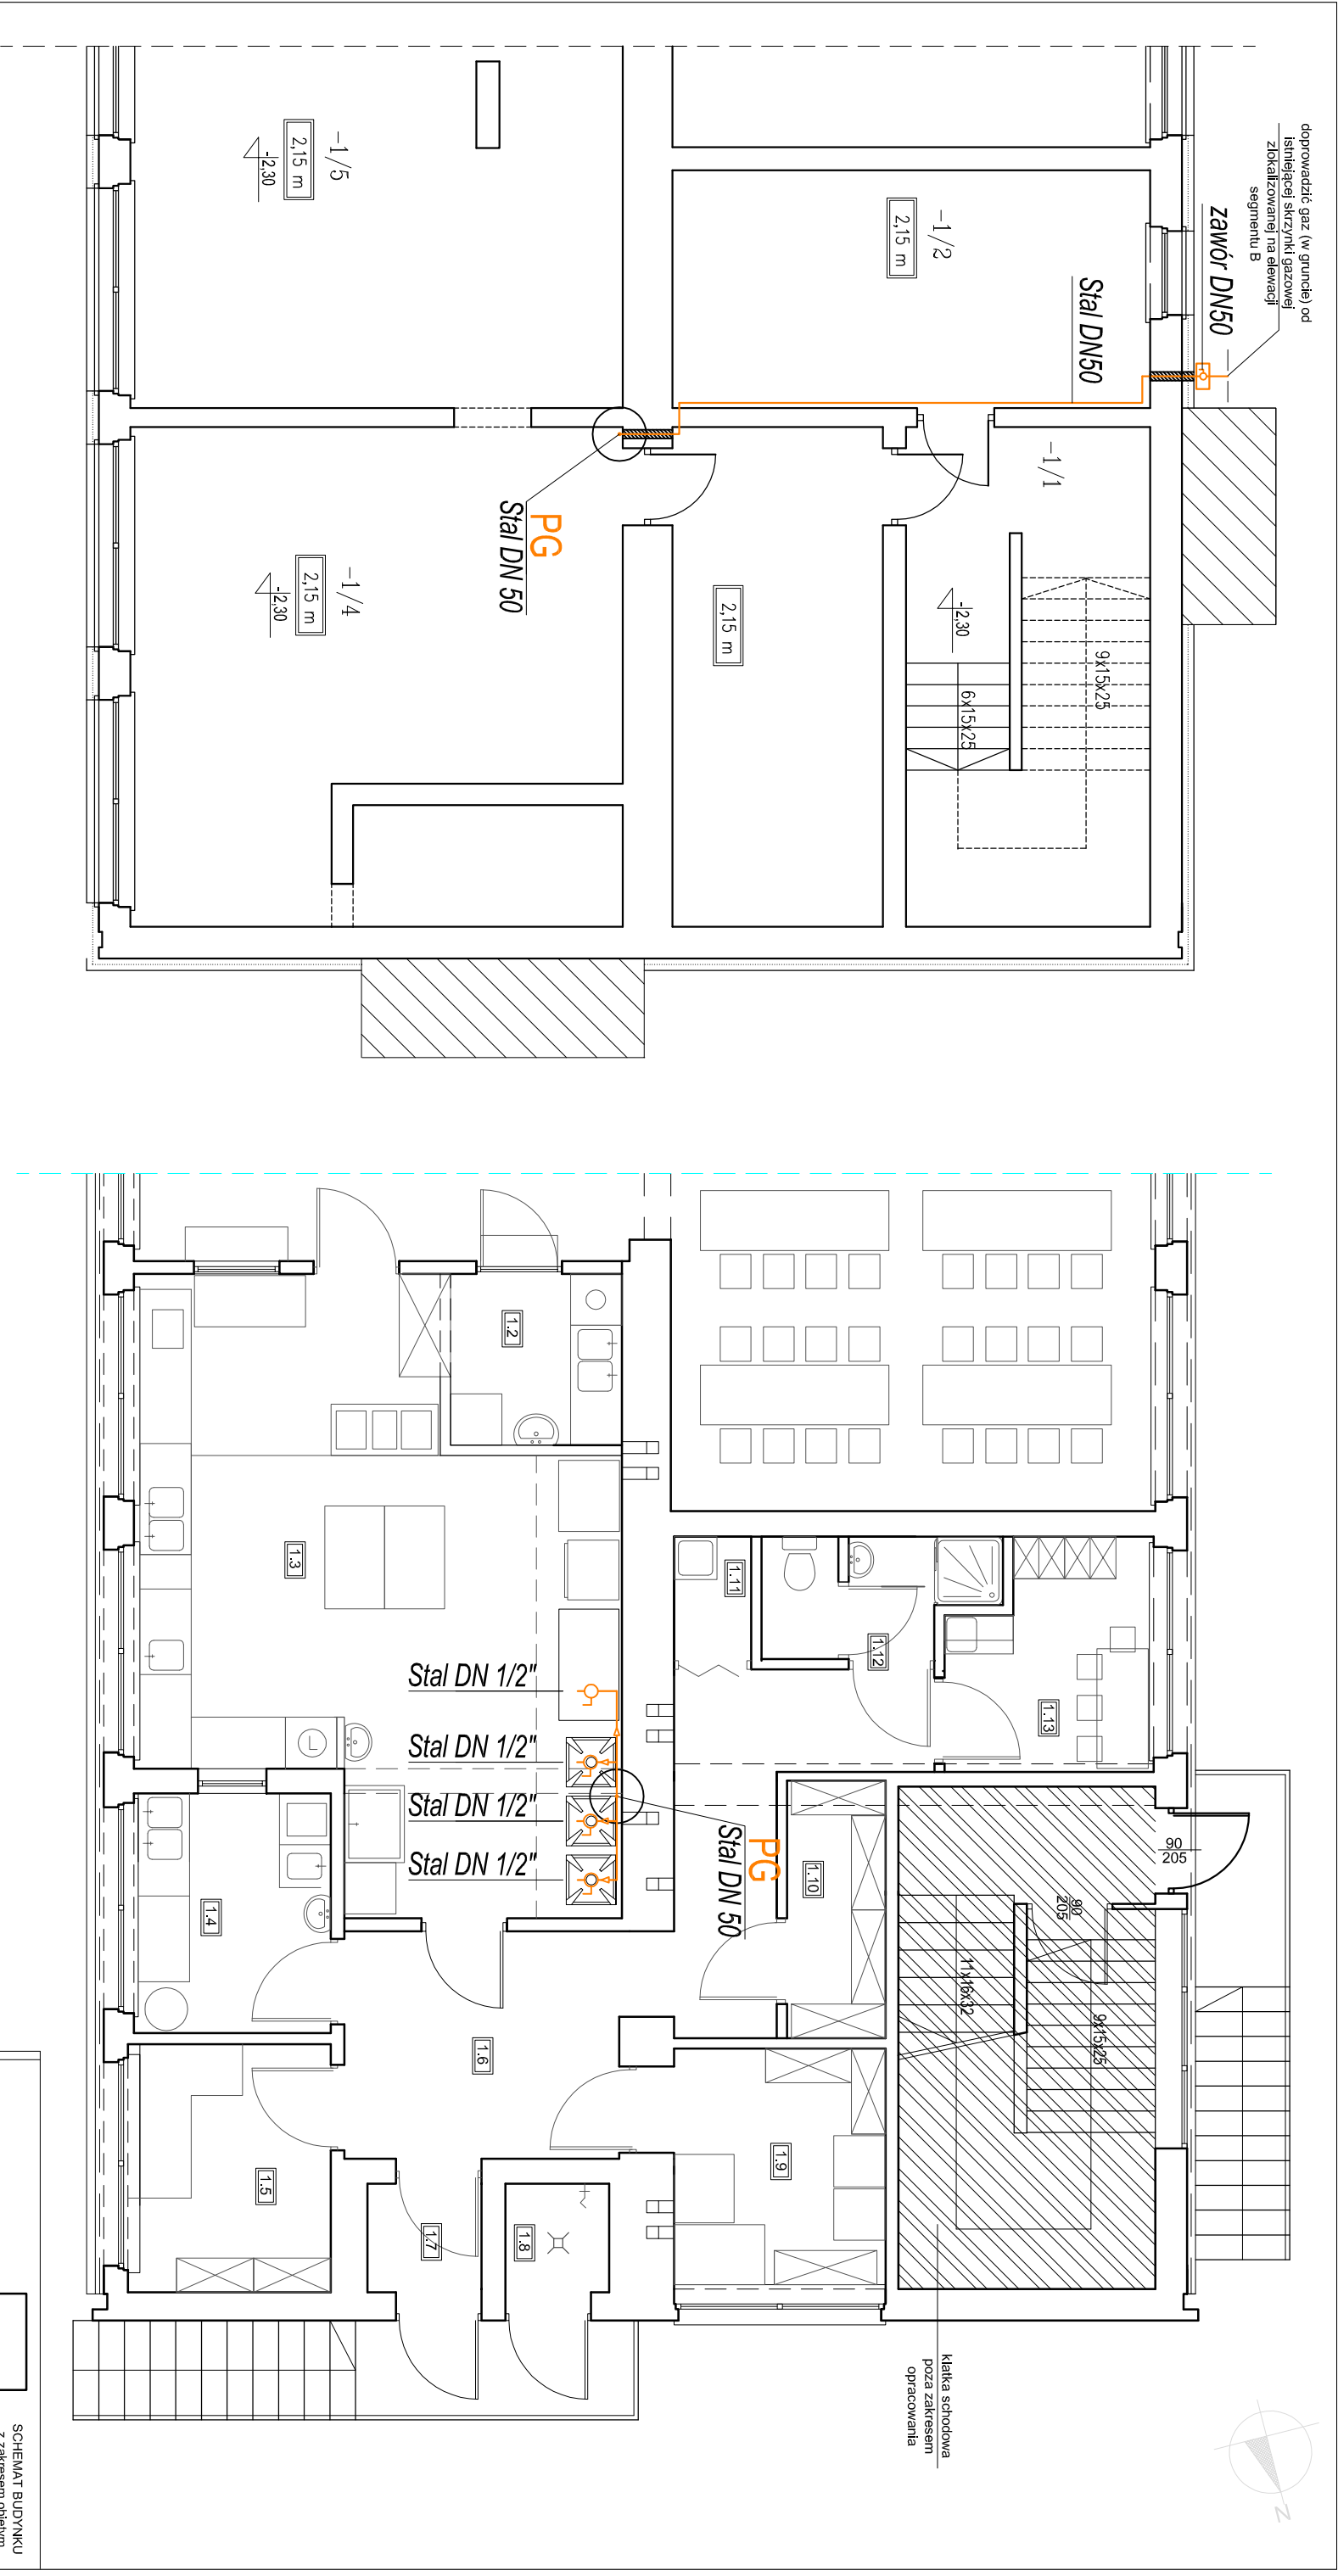 doprowadzić gaz (w gruncie) od
istniejącej skrzynki gazowej
zlokalizowanej na elewacji
segmentu B
zawór DN50
Stal DN50
-1/2
2,15 m
-1/5
2,15 m
-2,30
-1/1
-2,30
9x15x25
6x15x25
PG
Stal DN 50
2,15 m
-1/4
2,15 m
-2,30
1.2
1.3
1.11
1.12
1.13
Stal DN 1/2"
Stal DN 1/2"
Stal DN 1/2"
Stal DN 1/2"
PG
Stal DN 50
1.10
90
205
90
205
11x16x32
9x15x25
1.4
1.6
1.5
1.7
1.8
1.9
klatka schodowa
poza zakresem
opracowania
N
SCHEMAT BUDYNKU
z zakresem objętym